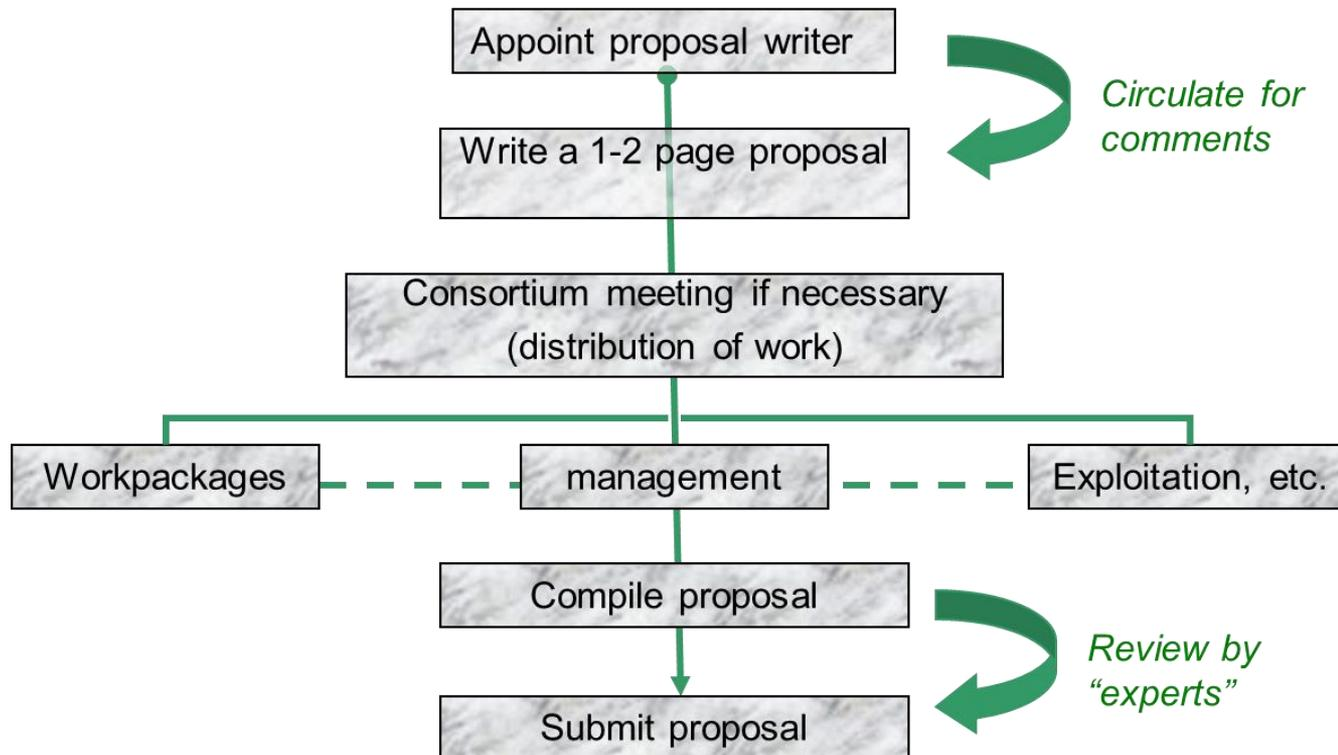 Appoint proposal writer
Circulate for
comments
Write a 1-2 page proposal
Consortium meeting if necessary
(distribution of work)
Workpackages
management
Exploitation, etc.
Compile proposal
Review by
“experts”
Submit proposal